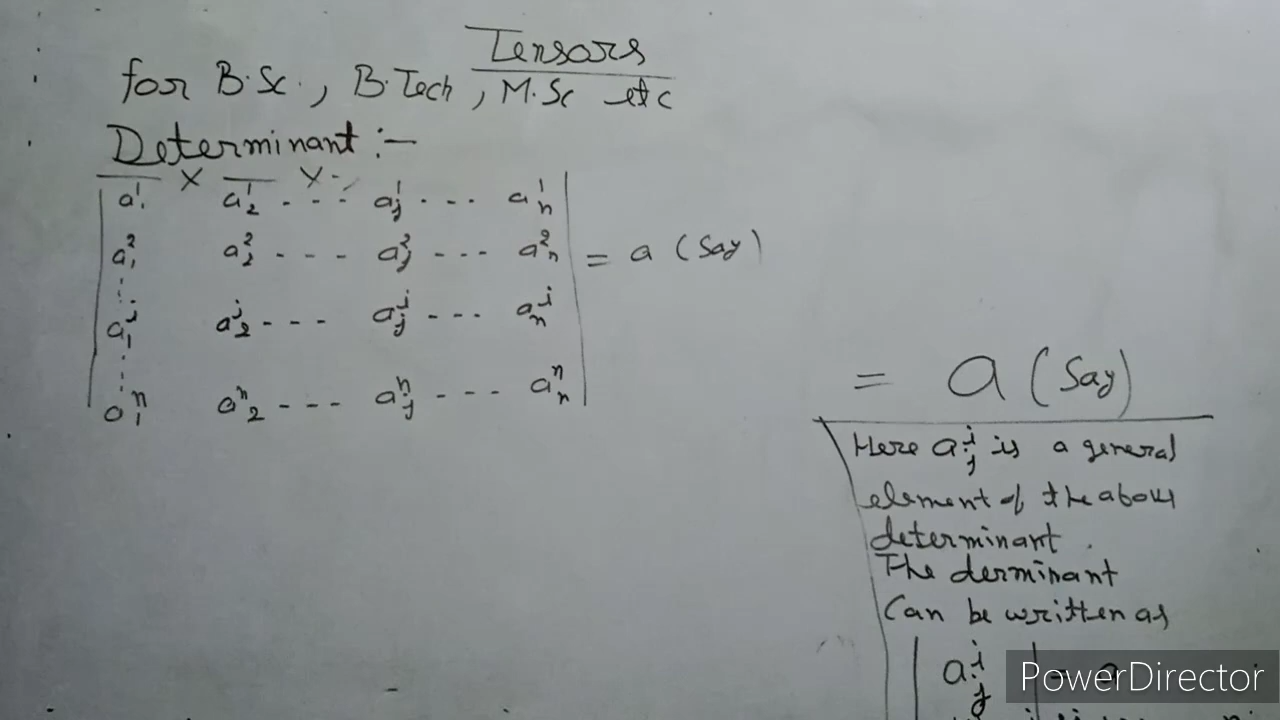 Tensors
for B.Sc., B.Tech, M.Sc etc
Determinant :-
a¹₁ a¹₂ - - - a¹ⱼ ... a¹ₙ
a²₁ a²₂ - - - a²ⱼ ... a²ₙ = a (Say)
⋮
aⁱ₁ aⁱ₂ - - - aⁱⱼ - - - aⁱₙ
⋮
aⁿ₁ aⁿ₂ - - - aⁿⱼ - - - aⁿₙ
= a (Say)
Here aⁱⱼ is a general
element of the above
determinant.
The derminant
Can be written as
|aⁱⱼ| = a
PowerDirector